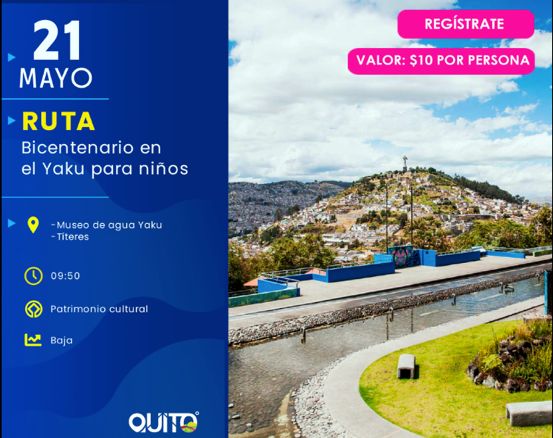 21
MAYO
RUTA
Bicentenario en
el Yaku para niños
-Museo de agua Yaku
-Títeres
09:50
Patrimonio cultural
Baja
QUITO
REGÍSTRATE
VALOR: $10 POR PERSONA